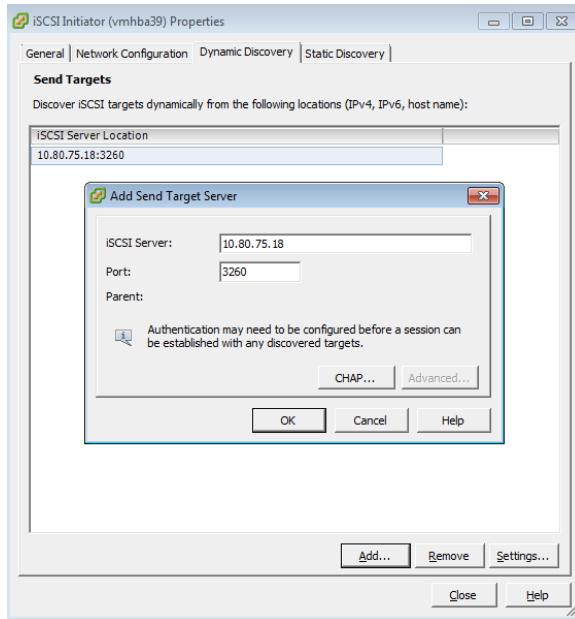 iSCSI Initiator (vmhba39) Properties
General Network Configuration Dynamic Discovery Static Discovery
Send Targets
Discover iSCSI targets dynamically from the following locations (IPv4, IPv6, host name):
iSCSI Server Location
10.80.75.18:3260
Add Send Target Server
iSCSI Server: 10.80.75.18
Port: 3260
Parent:
Authentication may need to be configured before a session can
be established with any discovered targets.
CHAP... Advanced...
OK Cancel Help
Add... Remove Settings...
Close Help